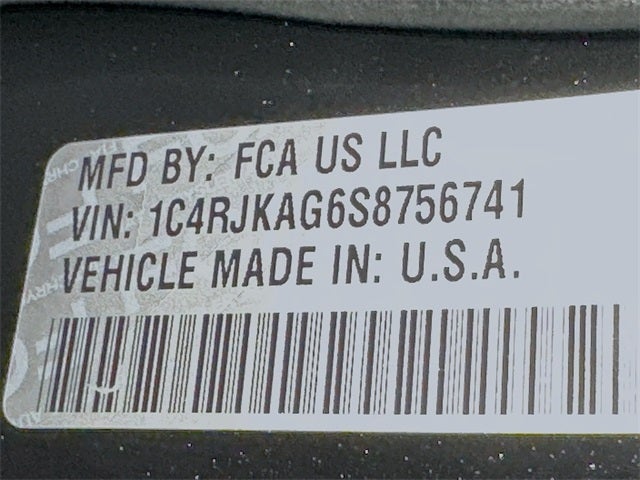 MFD BY: FCA US LLC
VIN: 1C4RJKAG6S8756741
VEHICLE MADE IN: U.S.A.